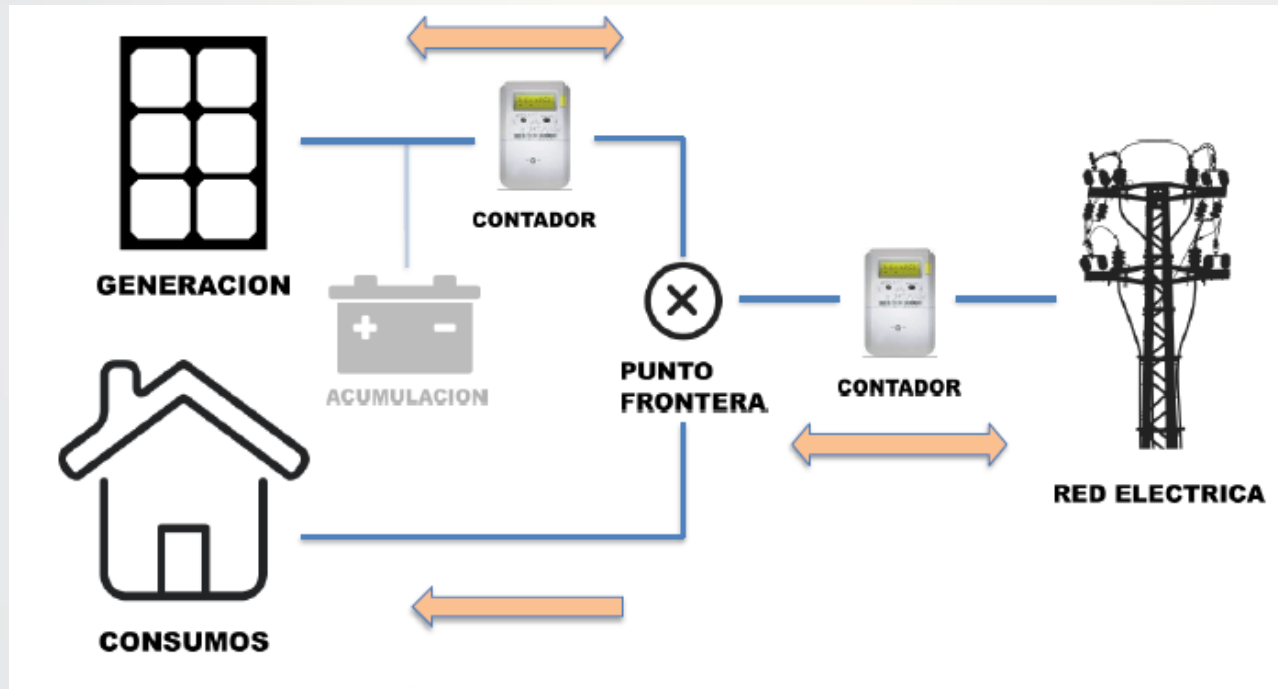 CONTADOR
GENERACION
ACUMULACION
PUNTO
FRONTERA
CONTADOR
RED ELECTRICA
CONSUMOS